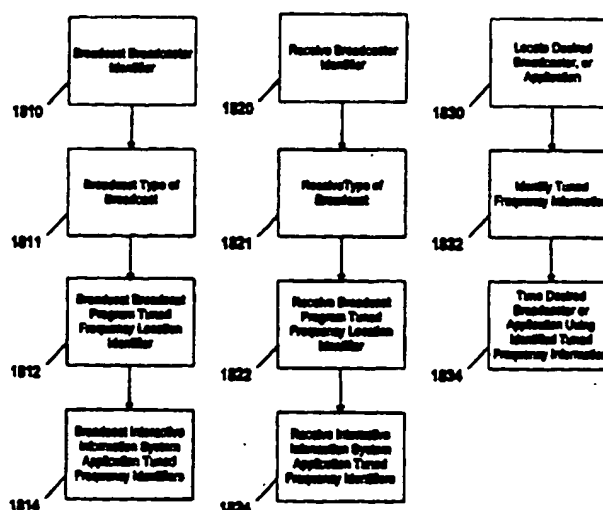 Broadcast Broadcaster
Identifier
1810
Broadcast Type of
Broadcast
1811
Broadcast Broadcast
Program Tuned
Frequency Location
Identifier
1812
Broadcast Interactive
Information System
Application Tuned
Frequency Identifiers
1814
Receive Broadcaster
Identifier
1820
ReceiveType of
Broadcast
1821
Receive Broadcast
Program Tuned
Frequency Location
Identifier
1822
Receive Interactive
Information System
Application Tuned
Frequency Identifiers
1824
Locate Desired
Broadcaster, or
Application
1830
Identify Tuned
Frequency Information
1832
Tune Desired
Broadcaster or
Application Using
Identified Tuned
Frequency Information
1834